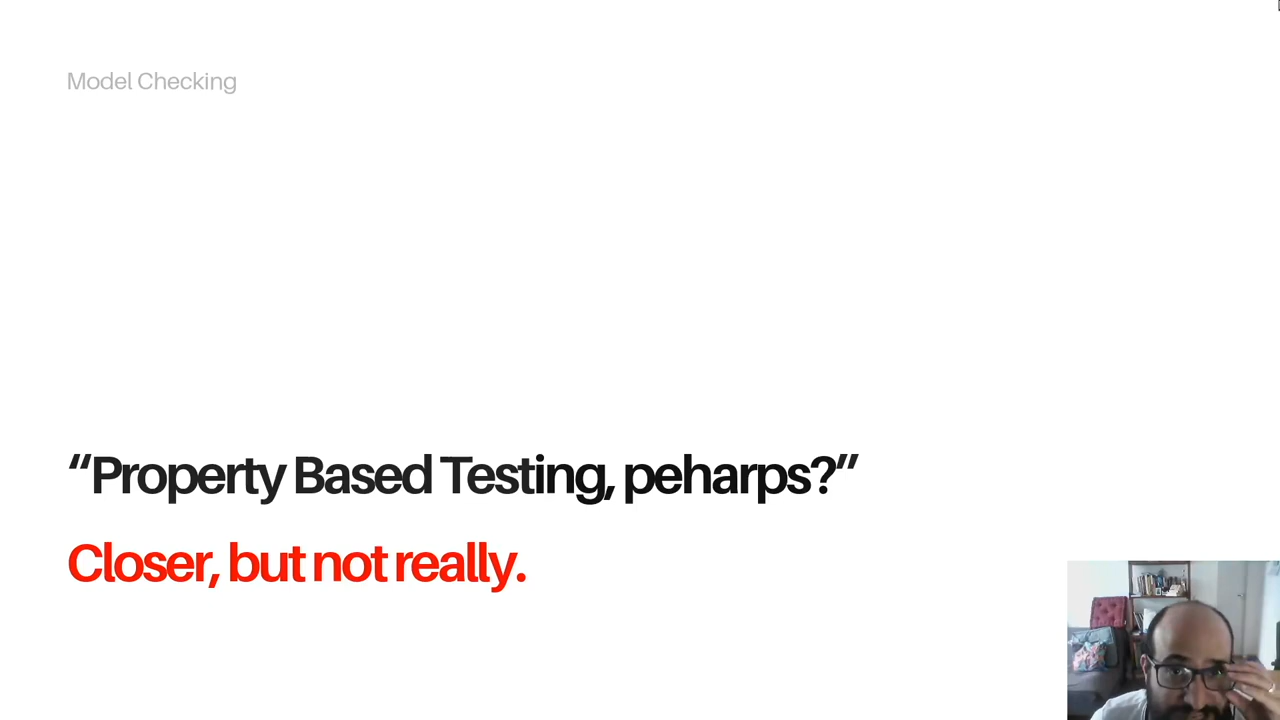 Model Checking
“Property Based Testing, peharps?”
Closer, but not really.